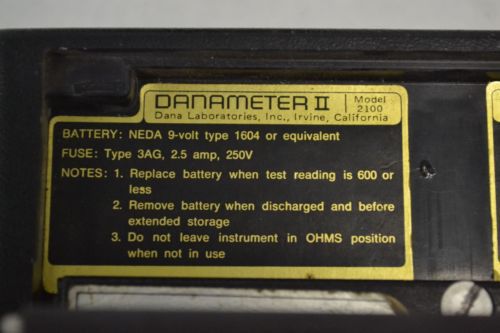 DANAMETER II
Model
2100
Dana Laboratories, Inc., Irvine, California
BATTERY: NEDA 9-volt type 1604 or equivalent
FUSE: Type 3AG, 2.5 amp, 250V
NOTES: 1. Replace battery when test reading is 600 or
less
2. Remove battery when discharged and before
extended storage
3. Do not leave instrument in OHMS position
when not in use